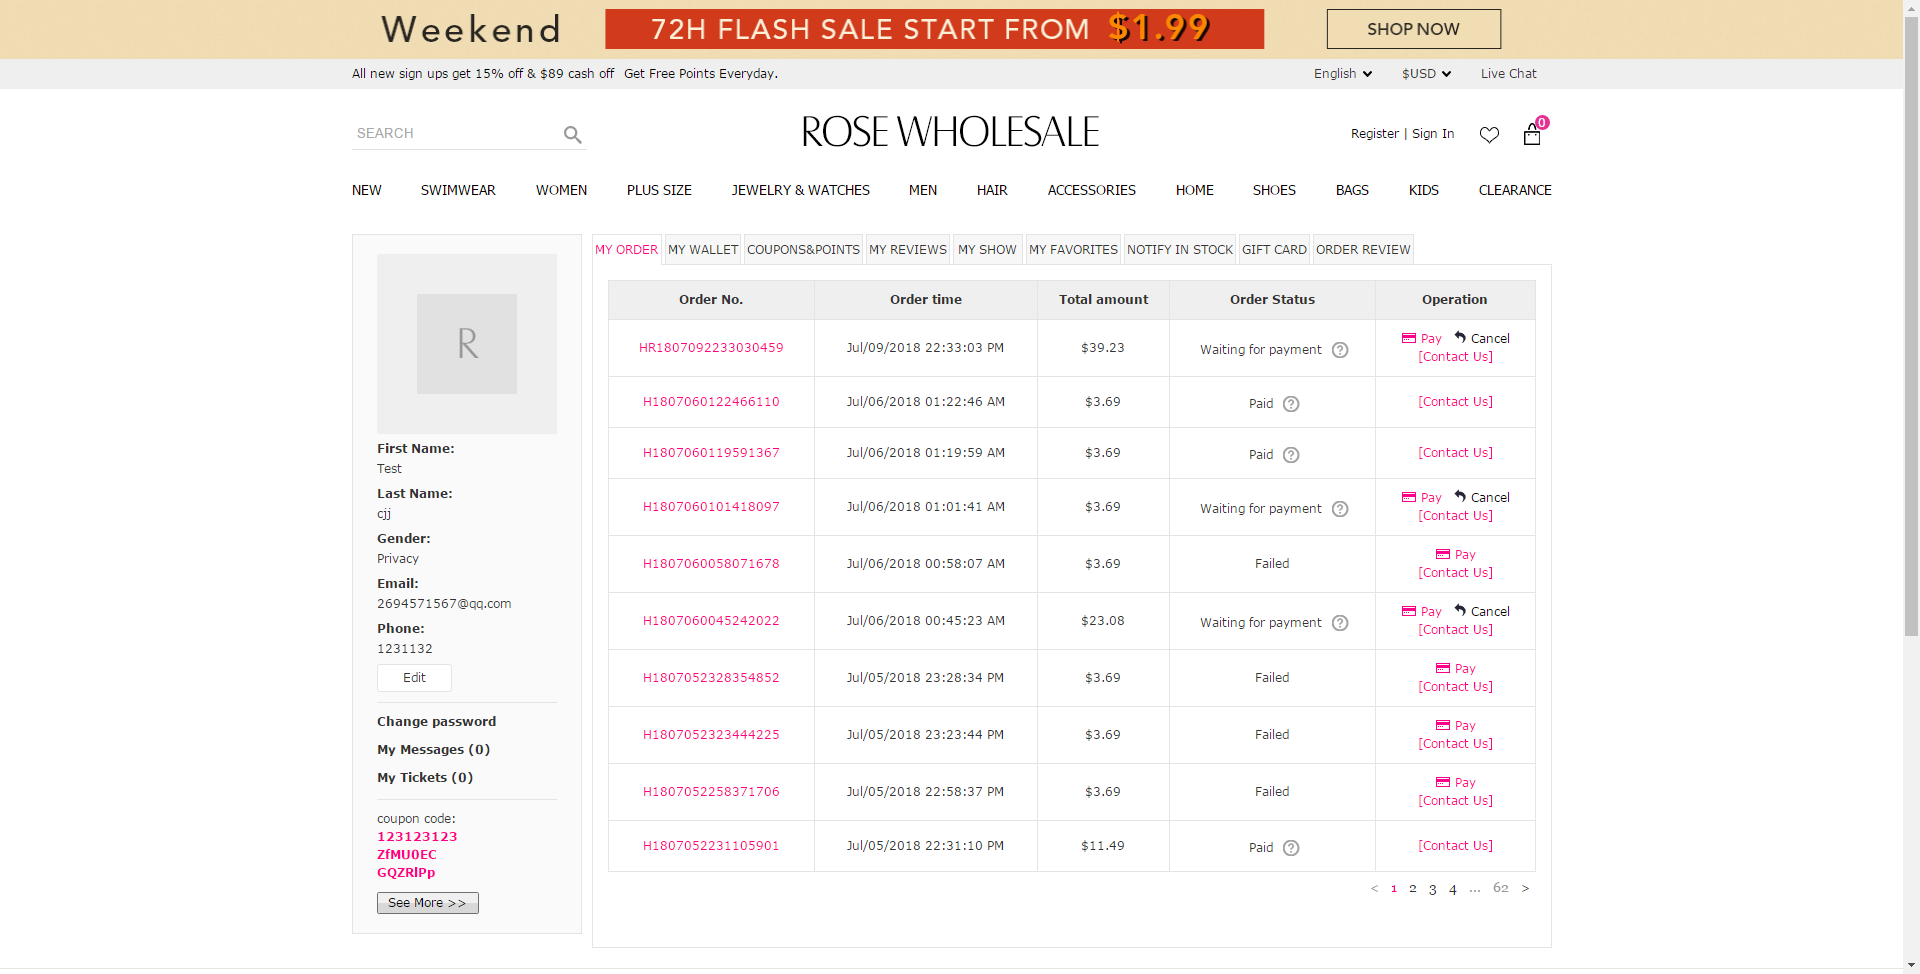 Weekend 72H FLASH SALE START FROM $1.99 SHOP NOW
All new sign ups get 15% off & $89 cash off Get Free Points Everyday. English $USD Live Chat
SEARCH ROSE WHOLESALE Register | Sign In 0
NEW SWIMWEAR WOMEN PLUS SIZE JEWELRY & WATCHES MEN HAIR ACCESSORIES HOME SHOES BAGS KIDS CLEARANCE
R
First Name:
Test
Last Name:
cjj
Gender:
Privacy
Email:
2694571567@qq.com
Phone:
1231132
Edit
Change password
My Messages (0)
My Tickets (0)
coupon code:
123123123
ZfMU0EC
GQZRlPp
See More >>
MY ORDER MY WALLET COUPONS&POINTS MY REVIEWS MY SHOW MY FAVORITES NOTIFY IN STOCK GIFT CARD ORDER REVIEW
Order No. Order time Total amount Order Status Operation
HR1807092233030459 Jul/09/2018 22:33:03 PM $39.23 Waiting for payment ? Pay Cancel
[Contact Us]
H1807060122466110 Jul/06/2018 01:22:46 AM $3.69 Paid ? [Contact Us]
H1807060119591367 Jul/06/2018 01:19:59 AM $3.69 Paid ? [Contact Us]
H1807060101418097 Jul/06/2018 01:01:41 AM $3.69 Waiting for payment ? Pay Cancel
[Contact Us]
H1807060058071678 Jul/06/2018 00:58:07 AM $3.69 Failed Pay
[Contact Us]
H1807060045242022 Jul/06/2018 00:45:23 AM $23.08 Waiting for payment ? Pay Cancel
[Contact Us]
H1807052328354852 Jul/05/2018 23:28:34 PM $3.69 Failed Pay
[Contact Us]
H1807052323444225 Jul/05/2018 23:23:44 PM $3.69 Failed Pay
[Contact Us]
H1807052258371706 Jul/05/2018 22:58:37 PM $3.69 Failed Pay
[Contact Us]
H1807052231105901 Jul/05/2018 22:31:10 PM $11.49 Paid ? [Contact Us]
< 1 2 3 4 ... 62 >